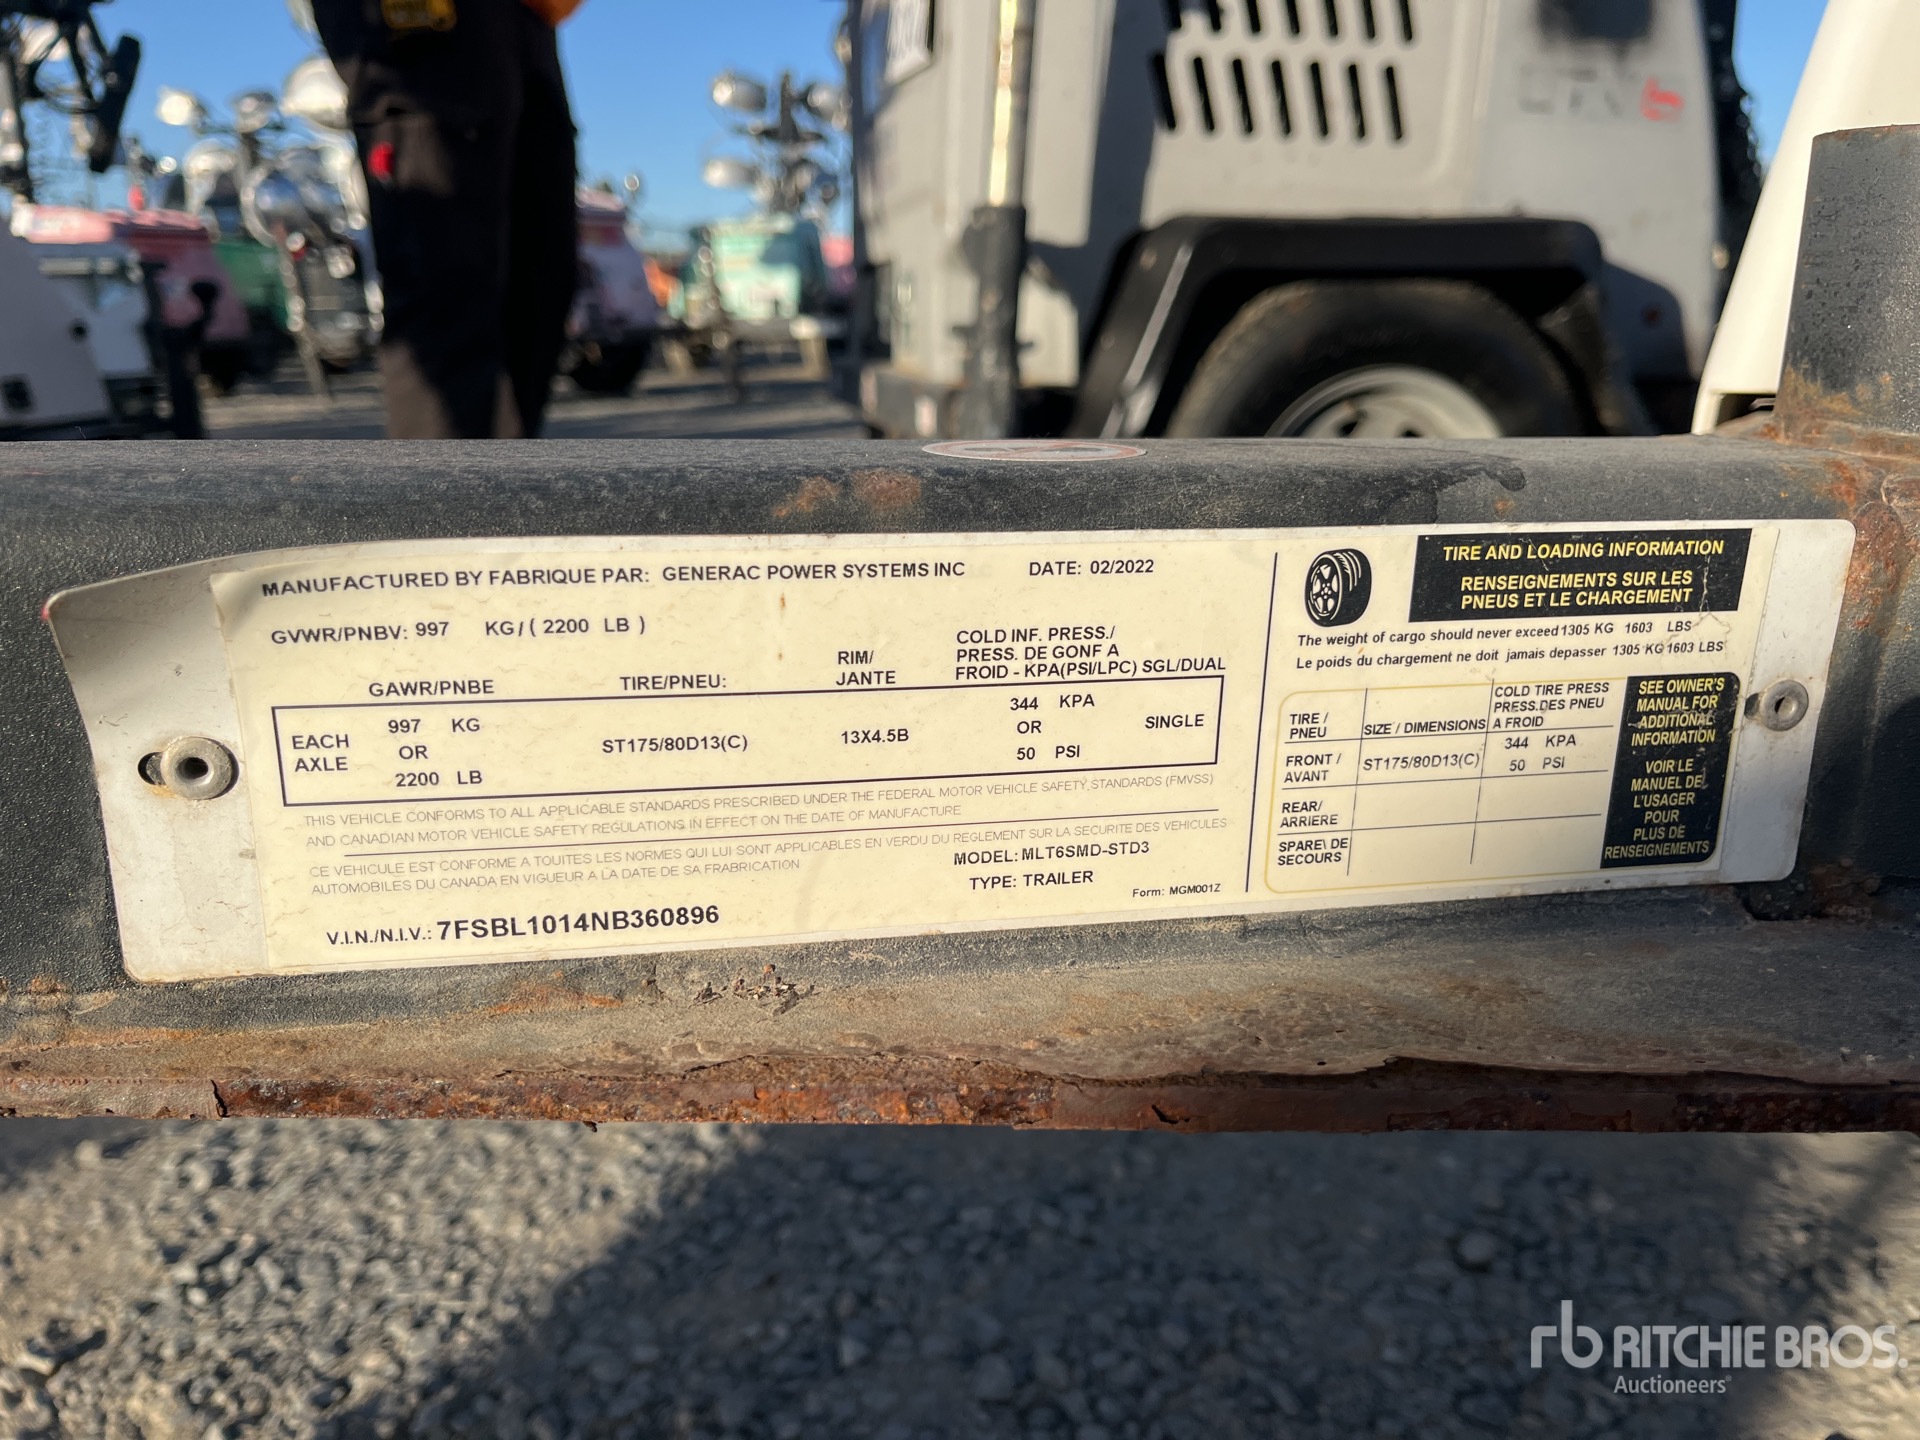 MANUFACTURED BY FABRIQUE PAR: GENERAC POWER SYSTEMS INC DATE: 02/2022
GVWR/PNBV: 997 KG / ( 2200 LB )
GAWR/PNBE TIRE/PNEU: RIM/ JANTE COLD INF. PRESS./ PRESS. DE GONF A FROID - KPA(PSI/LPC) SGL/DUAL
EACH AXLE 997 KG OR 2200 LB ST175/80D13(C) 13X4.5B 344 KPA OR 50 PSI SINGLE
THIS VEHICLE CONFORMS TO ALL APPLICABLE STANDARDS PRESCRIBED UNDER THE FEDERAL MOTOR VEHICLE SAFETY STANDARDS (FMVSS)
AND CANADIAN MOTOR VEHICLE SAFETY REGULATIONS IN EFFECT ON THE DATE OF MANUFACTURE
CE VEHICULE EST CONFORME A TOUITES LES NORMES QUI LUI SONT APPLICABLES EN VERDU DU REGLEMENT SUR LA SECURITE DES VEHICULES
AUTOMOBILES DU CANADA EN VIGUEUR A LA DATE DE SA FRABRICATION
MODEL: MLT6SMD-STD3
TYPE: TRAILER
Form: MGM001Z
V.I.N./N.I.V.: 7FSBL1014NB360896
TIRE AND LOADING INFORMATION
RENSEIGNEMENTS SUR LES
PNEUS ET LE CHARGEMENT
The weight of cargo should never exceed 1305 KG 1603 LBS
Le poids du chargement ne doit jamais depasser 1305 KG 1603 LBS
TIRE / PNEU SIZE / DIMENSIONS COLD TIRE PRESS PRESS.DES PNEU A FROID
FRONT / AVANT ST175/80D13(C) 344 KPA 50 PSI
REAR/ ARRIERE
SPARE\ DE SECOURS
SEE OWNER'S
MANUAL FOR
ADDITIONAL
INFORMATION
VOIR LE
MANUEL DE
L'USAGER
POUR
PLUS DE
RENSEIGNEMENTS
rb RITCHIE BROS.
Auctioneers